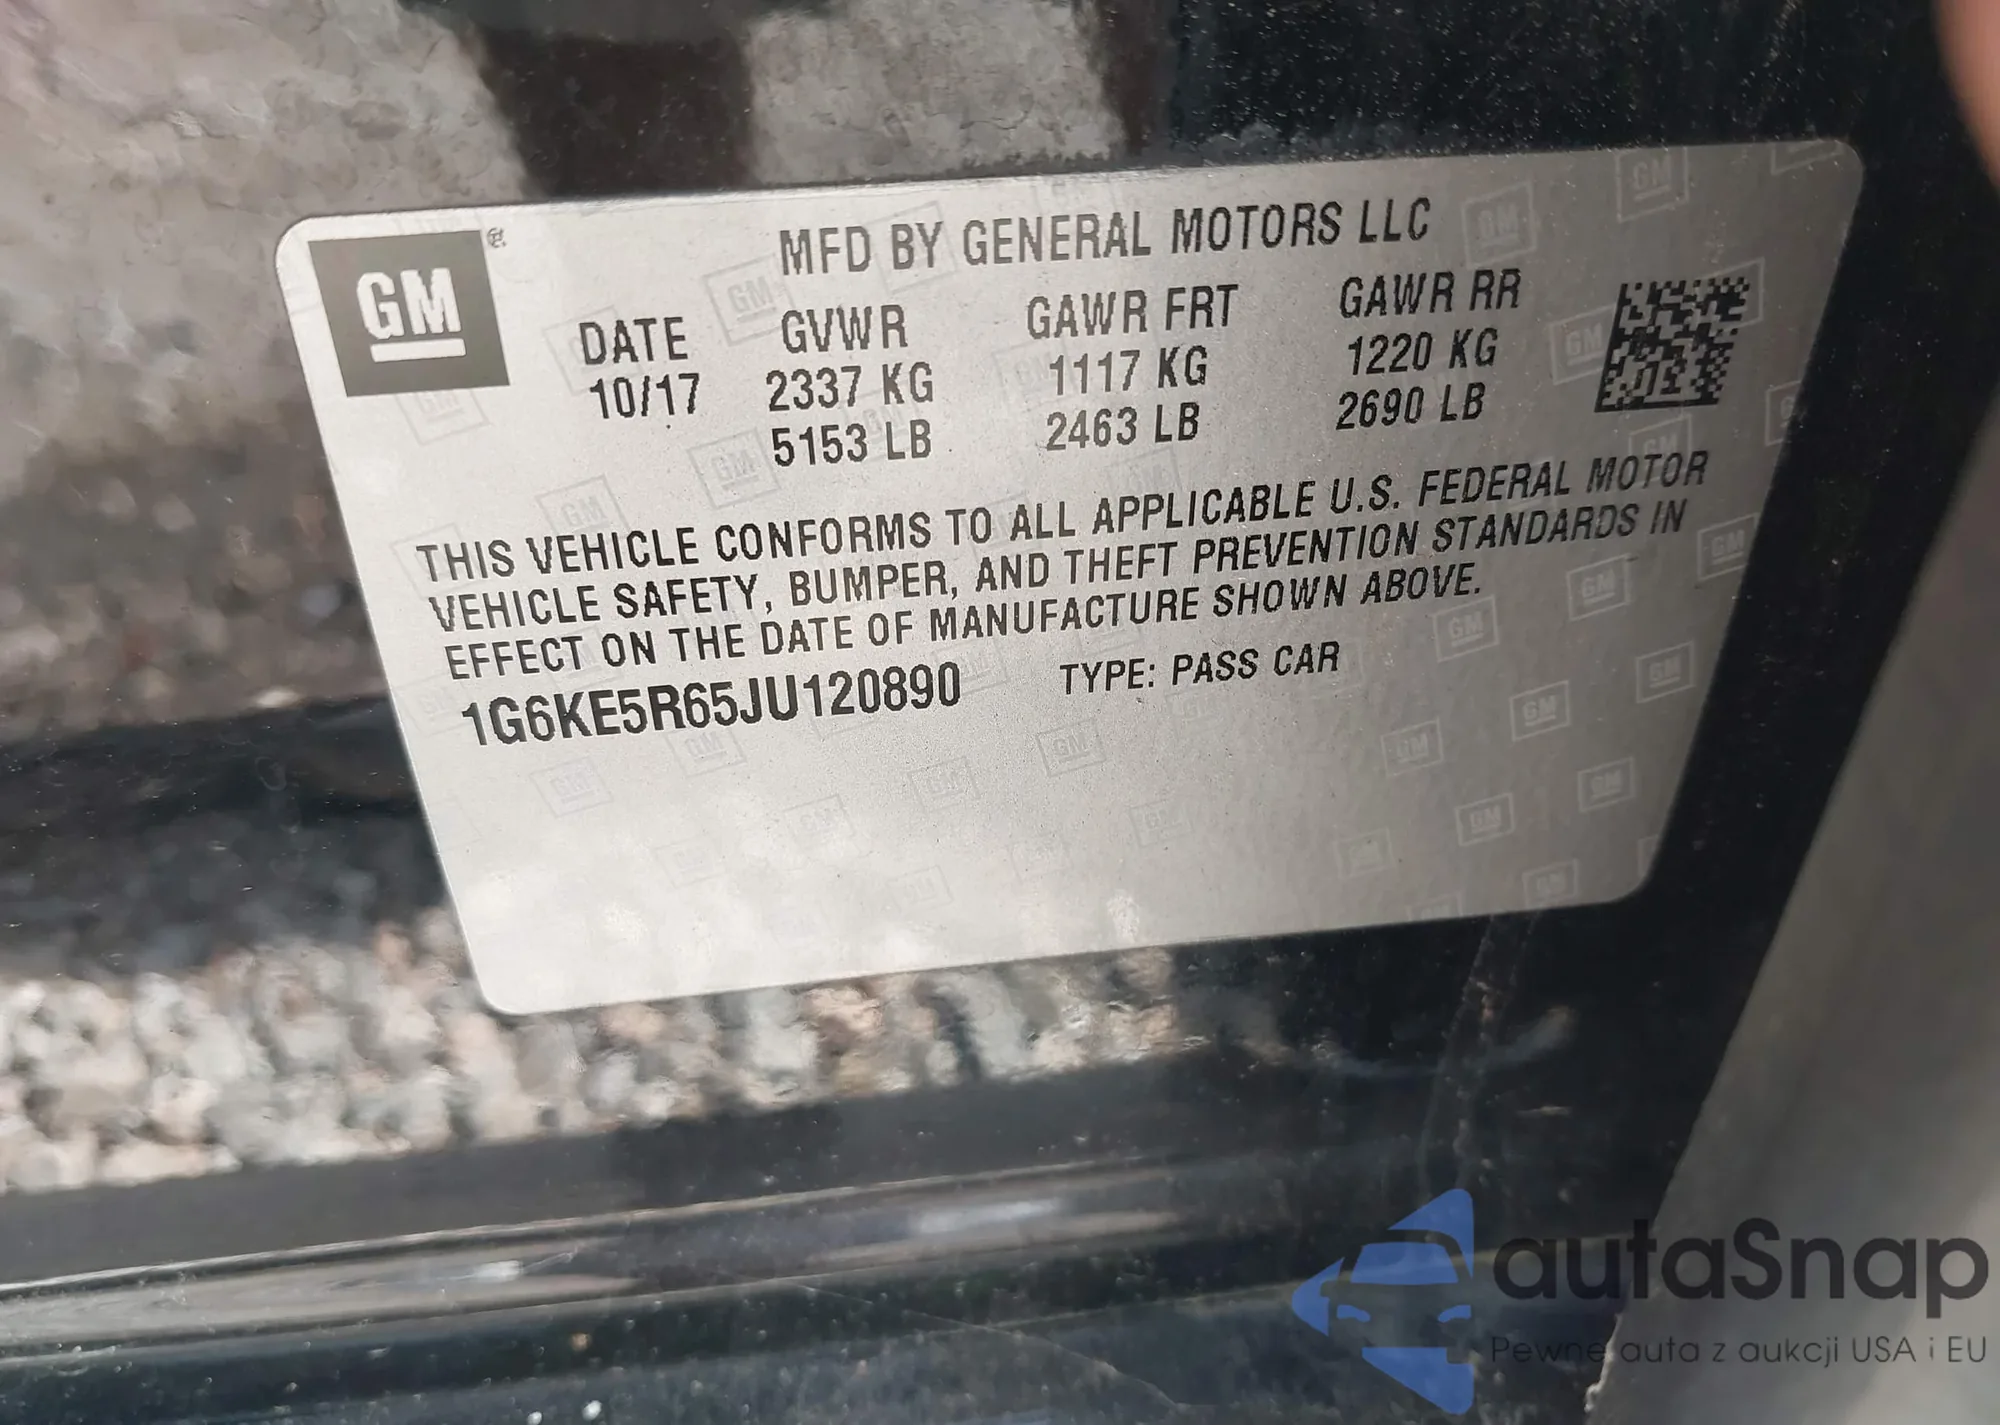 GM
MFD BY GENERAL MOTORS LLC
DATE GVWR GAWR FRT GAWR RR
10/17 2337 KG 1117 KG 1220 KG
5153 LB 2463 LB 2690 LB
THIS VEHICLE CONFORMS TO ALL APPLICABLE U.S. FEDERAL MOTOR
VEHICLE SAFETY, BUMPER, AND THEFT PREVENTION STANDARDS IN
EFFECT ON THE DATE OF MANUFACTURE SHOWN ABOVE.
1G6KE5R65JU120890 TYPE: PASS CAR
autaSnap
Pewne auta z aukcji USA i EU